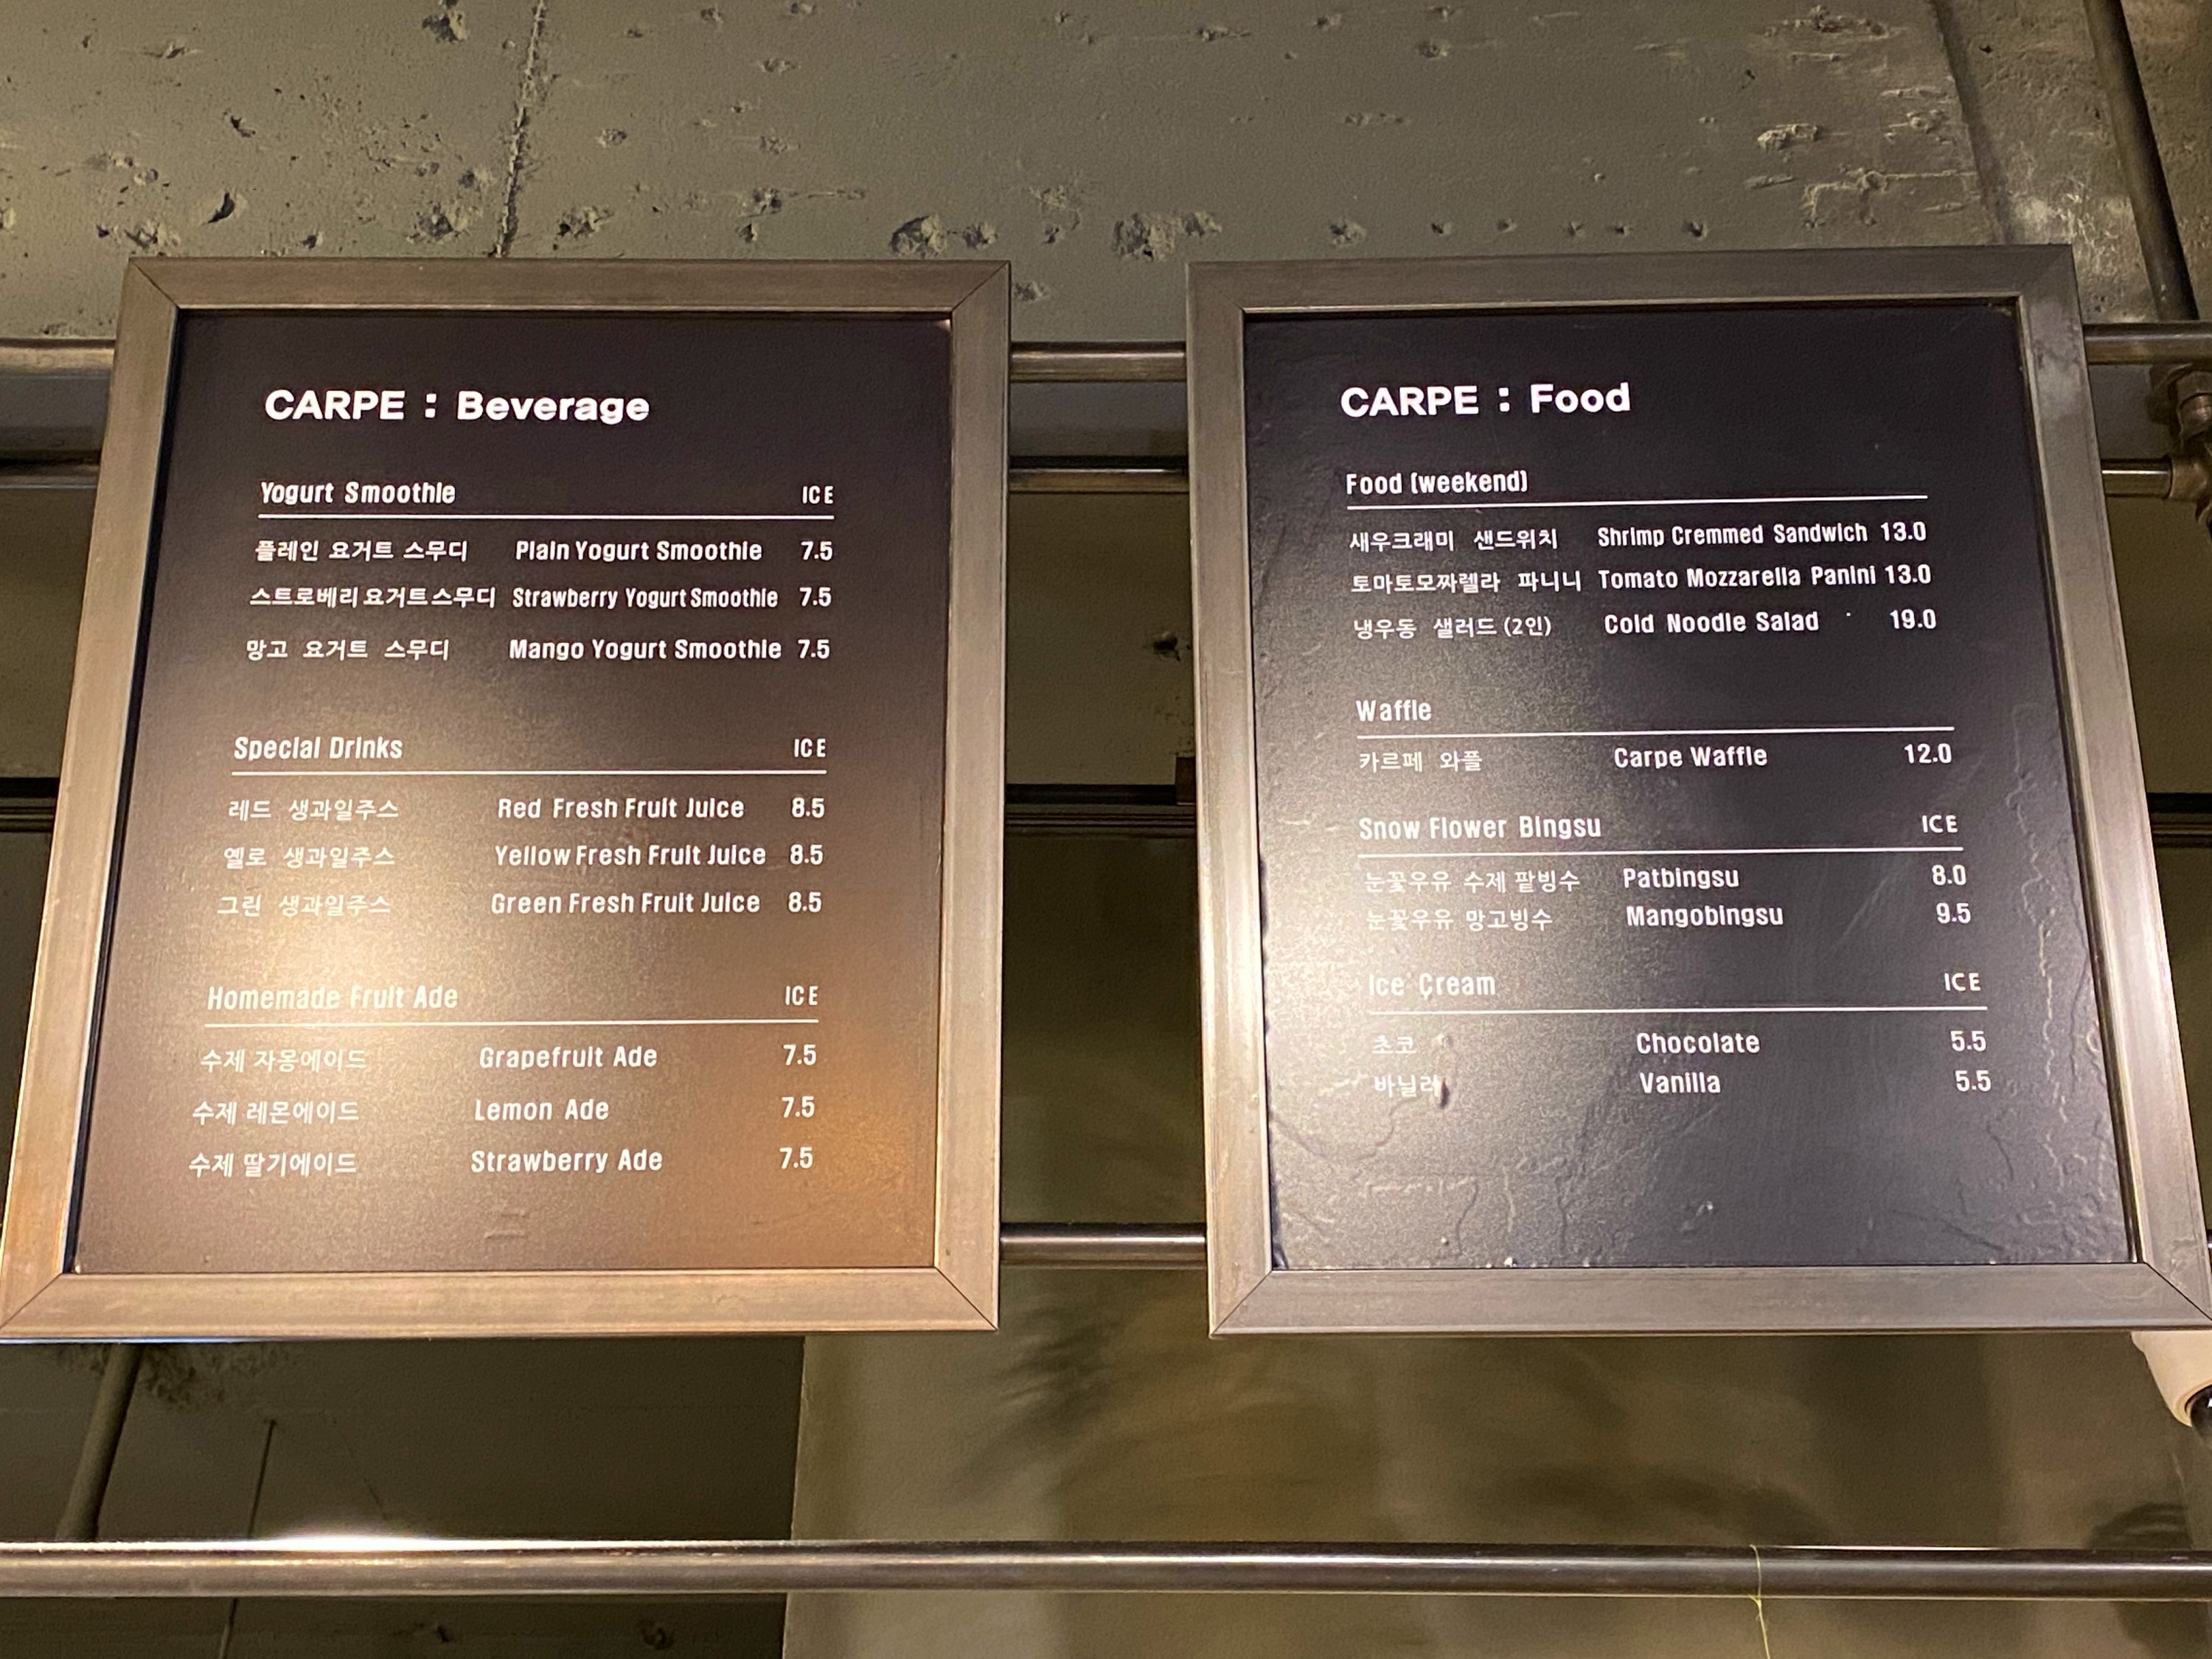 CARPE : Beverage
Yogurt Smoothie ICE
플레인 요거트 스무디 Plain Yogurt Smoothie 7.5
스트로베리 요거트 스무디 Strawberry Yogurt Smoothie 7.5
망고 요거트 스무디 Mango Yogurt Smoothie 7.5
Special Drinks ICE
레드 생과일주스 Red Fresh Fruit Juice 8.5
옐로 생과일주스 Yellow Fresh Fruit Juice 8.5
그린 생과일주스 Green Fresh Fruit Juice 8.5
Homemade Fruit Ade ICE
수제 자몽에이드 Grapefruit Ade 7.5
수제 레몬에이드 Lemon Ade 7.5
수제 딸기에이드 Strawberry Ade 7.5
CARPE : Food
Food (weekend)
새우크래미 샌드위치 Shrimp Cremmed Sandwich 13.0
토마토모짜렐라 파니니 Tomato Mozzarella Panini 13.0
냉우동 샐러드 (2인) Cold Noodle Salad 19.0
Waffle
카르페 와플 Carpe Waffle 12.0
Snow Flower Bingsu ICE
눈꽃우유 수제 팥빙수 Patbingsu 8.0
눈꽃우유 망고빙수 Mangobingsu 9.5
Ice Cream ICE
초코 Chocolate 5.5
바닐라 Vanilla 5.5